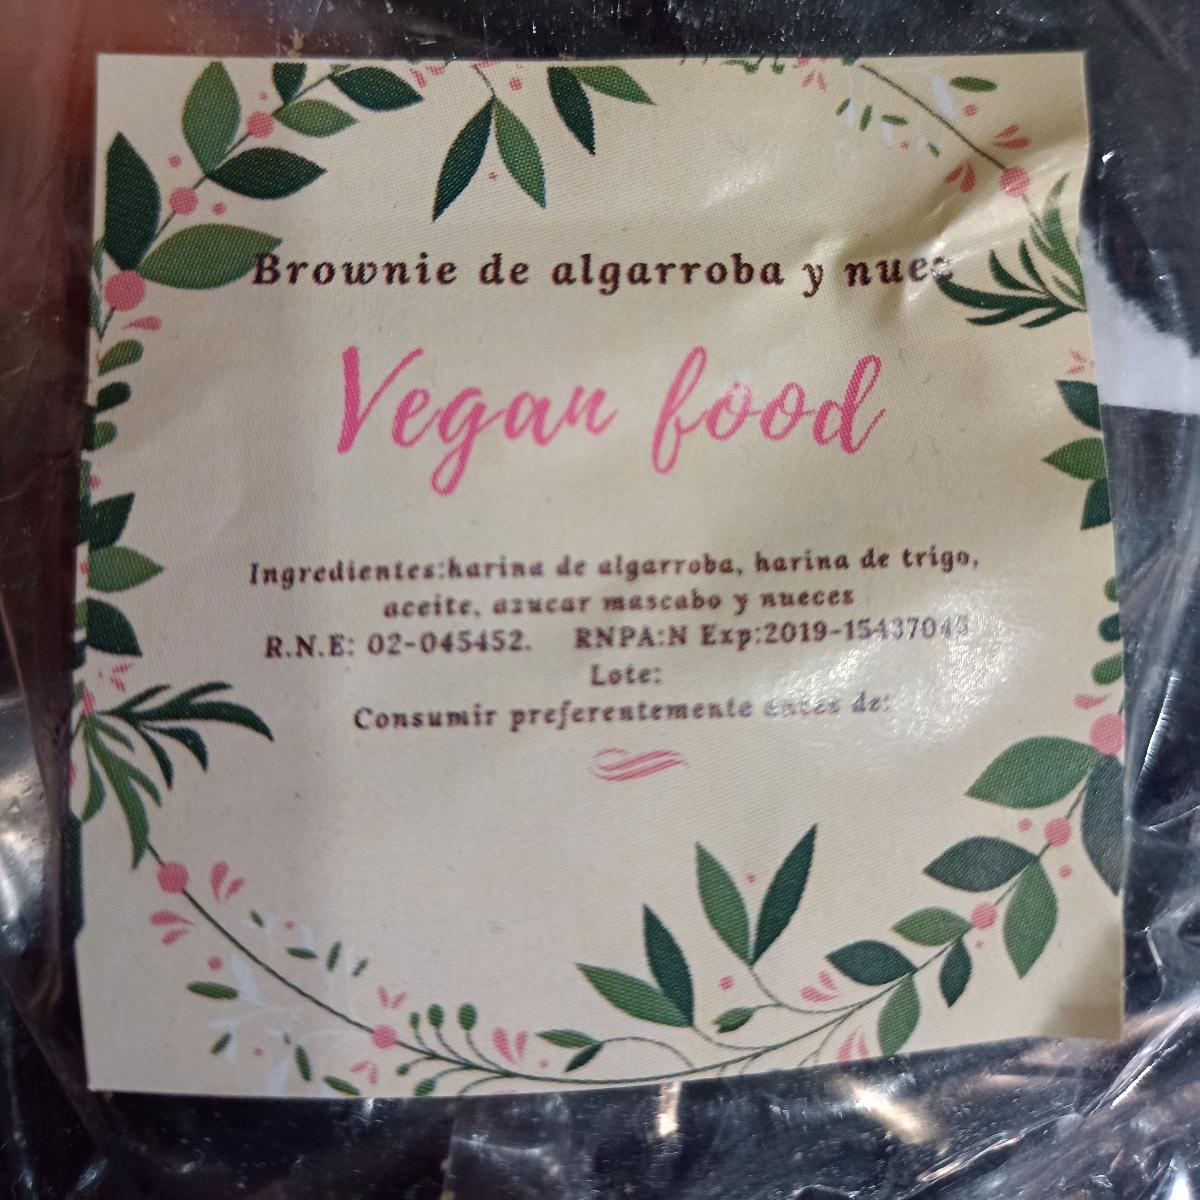 Brownie de algarroba y nuez
Vegan food
Ingredientes:harina de algarroba, harina de trigo,
aceite, azucar mascabo y nueces
R.N.E: 02-045452. RNPA:N Exp:2019-15437043
Lote:
Consumir preferentemente antes de: